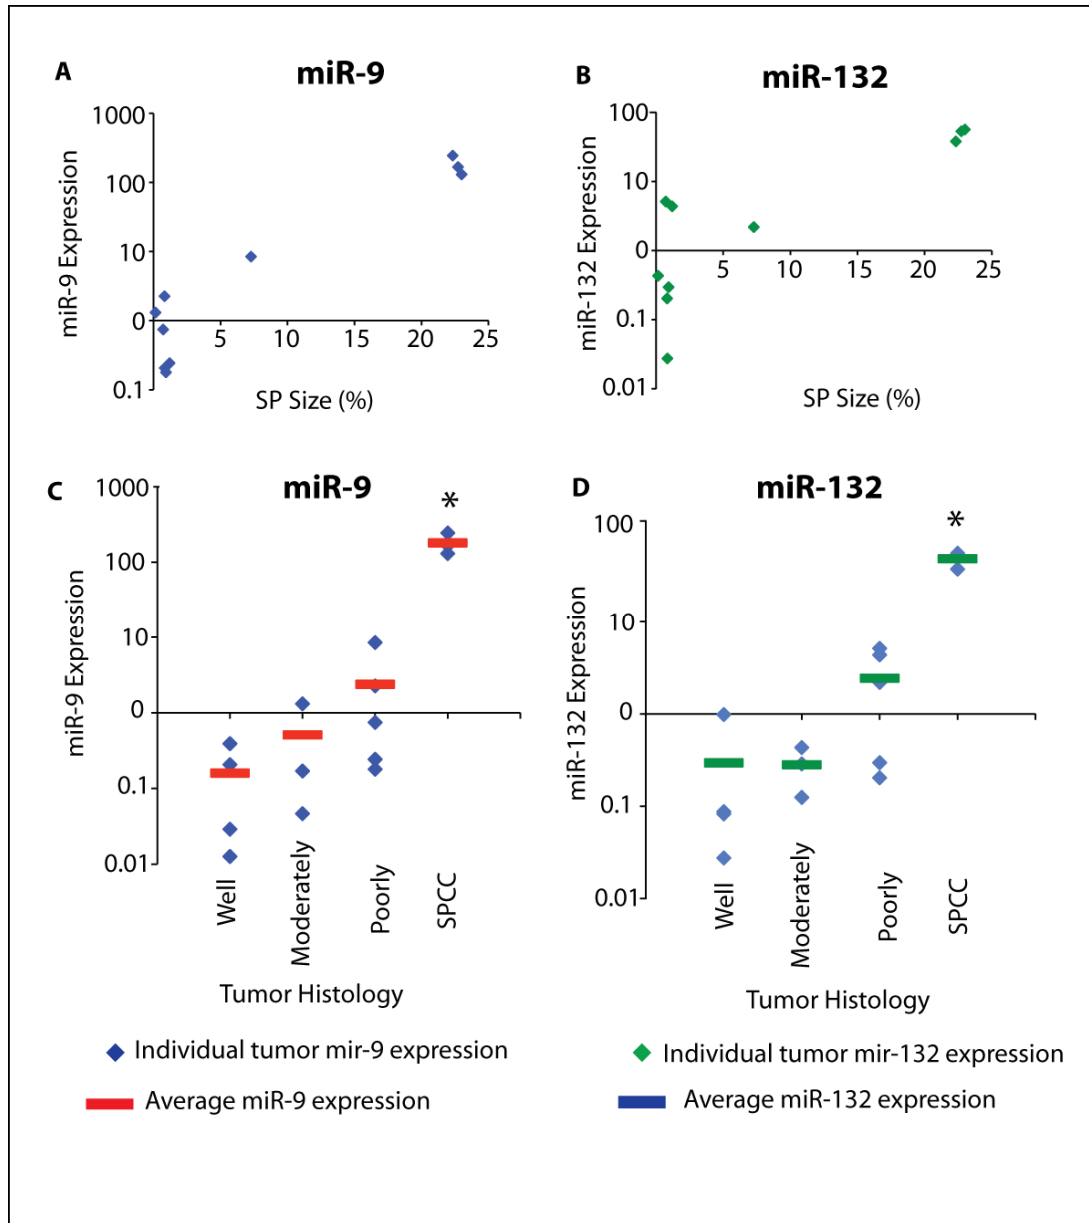 A
miR-9
1000
100
10
0
0.1
5
10
15
20
25
miR-9 Expression
SP Size (%)
B
miR-132
100
10
0
0.1
0.01
5
10
15
20
25
miR-132 Expression
SP Size (%)
C
miR-9
*
1000
100
10
0
0.1
0.01
miR-9 Expression
Well
Moderately
Poorly
SPCC
Tumor Histology
D
miR-132
*
100
10
0
0.1
0.01
miR-132 Expression
Well
Moderately
Poorly
SPCC
Tumor Histology
Individual tumor mir-9 expression
Average miR-9 expression
Individual tumor mir-132 expression
Average miR-132 expression